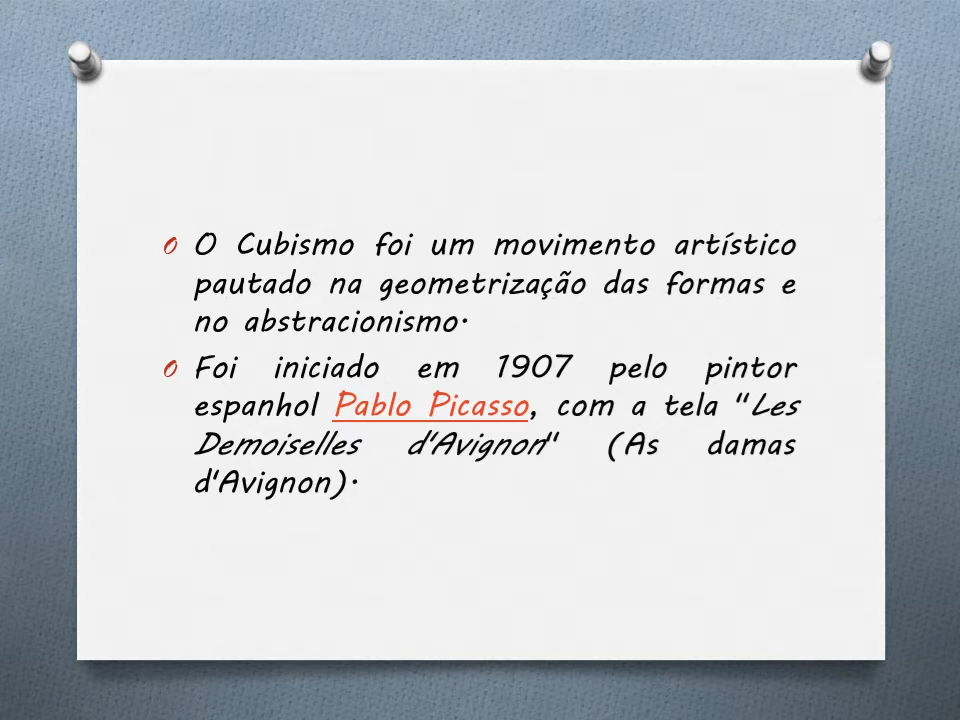 O Cubismo foi um movimento artístico
pautado na geometrização das formas e
no abstracionismo.
Foi iniciado em 1907 pelo pintor
espanhol Pablo Picasso, com a tela "Les
Demoiselles d'Avignon" (As damas
d'Avignon).